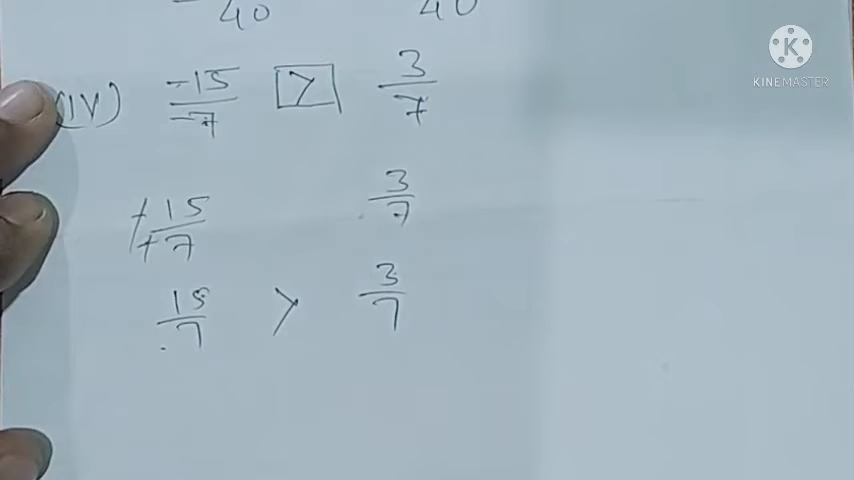 40 40
(IV) -15/-7 > 3/7
+15/+7 3/7
15/7 > 3/7
K
KINEMASTER